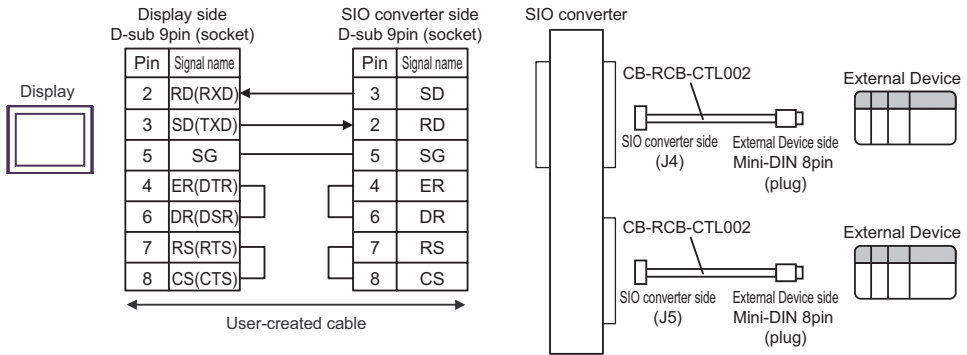 Display side
D-sub 9pin (socket)
SIO converter side
D-sub 9pin (socket)
SIO converter
Display
Pin Signal name
2 RD(RXD)
3 SD(TXD)
5 SG
4 ER(DTR)
6 DR(DSR)
7 RS(RTS)
8 CS(CTS)
Pin Signal name
3 SD
2 RD
5 SG
4 ER
6 DR
7 RS
8 CS
User-created cable
CB-RCB-CTL002
External Device
SIO converter side
(J4)
External Device side
Mini-DIN 8pin
(plug)
CB-RCB-CTL002
External Device
SIO converter side
(J5)
External Device side
Mini-DIN 8pin
(plug)